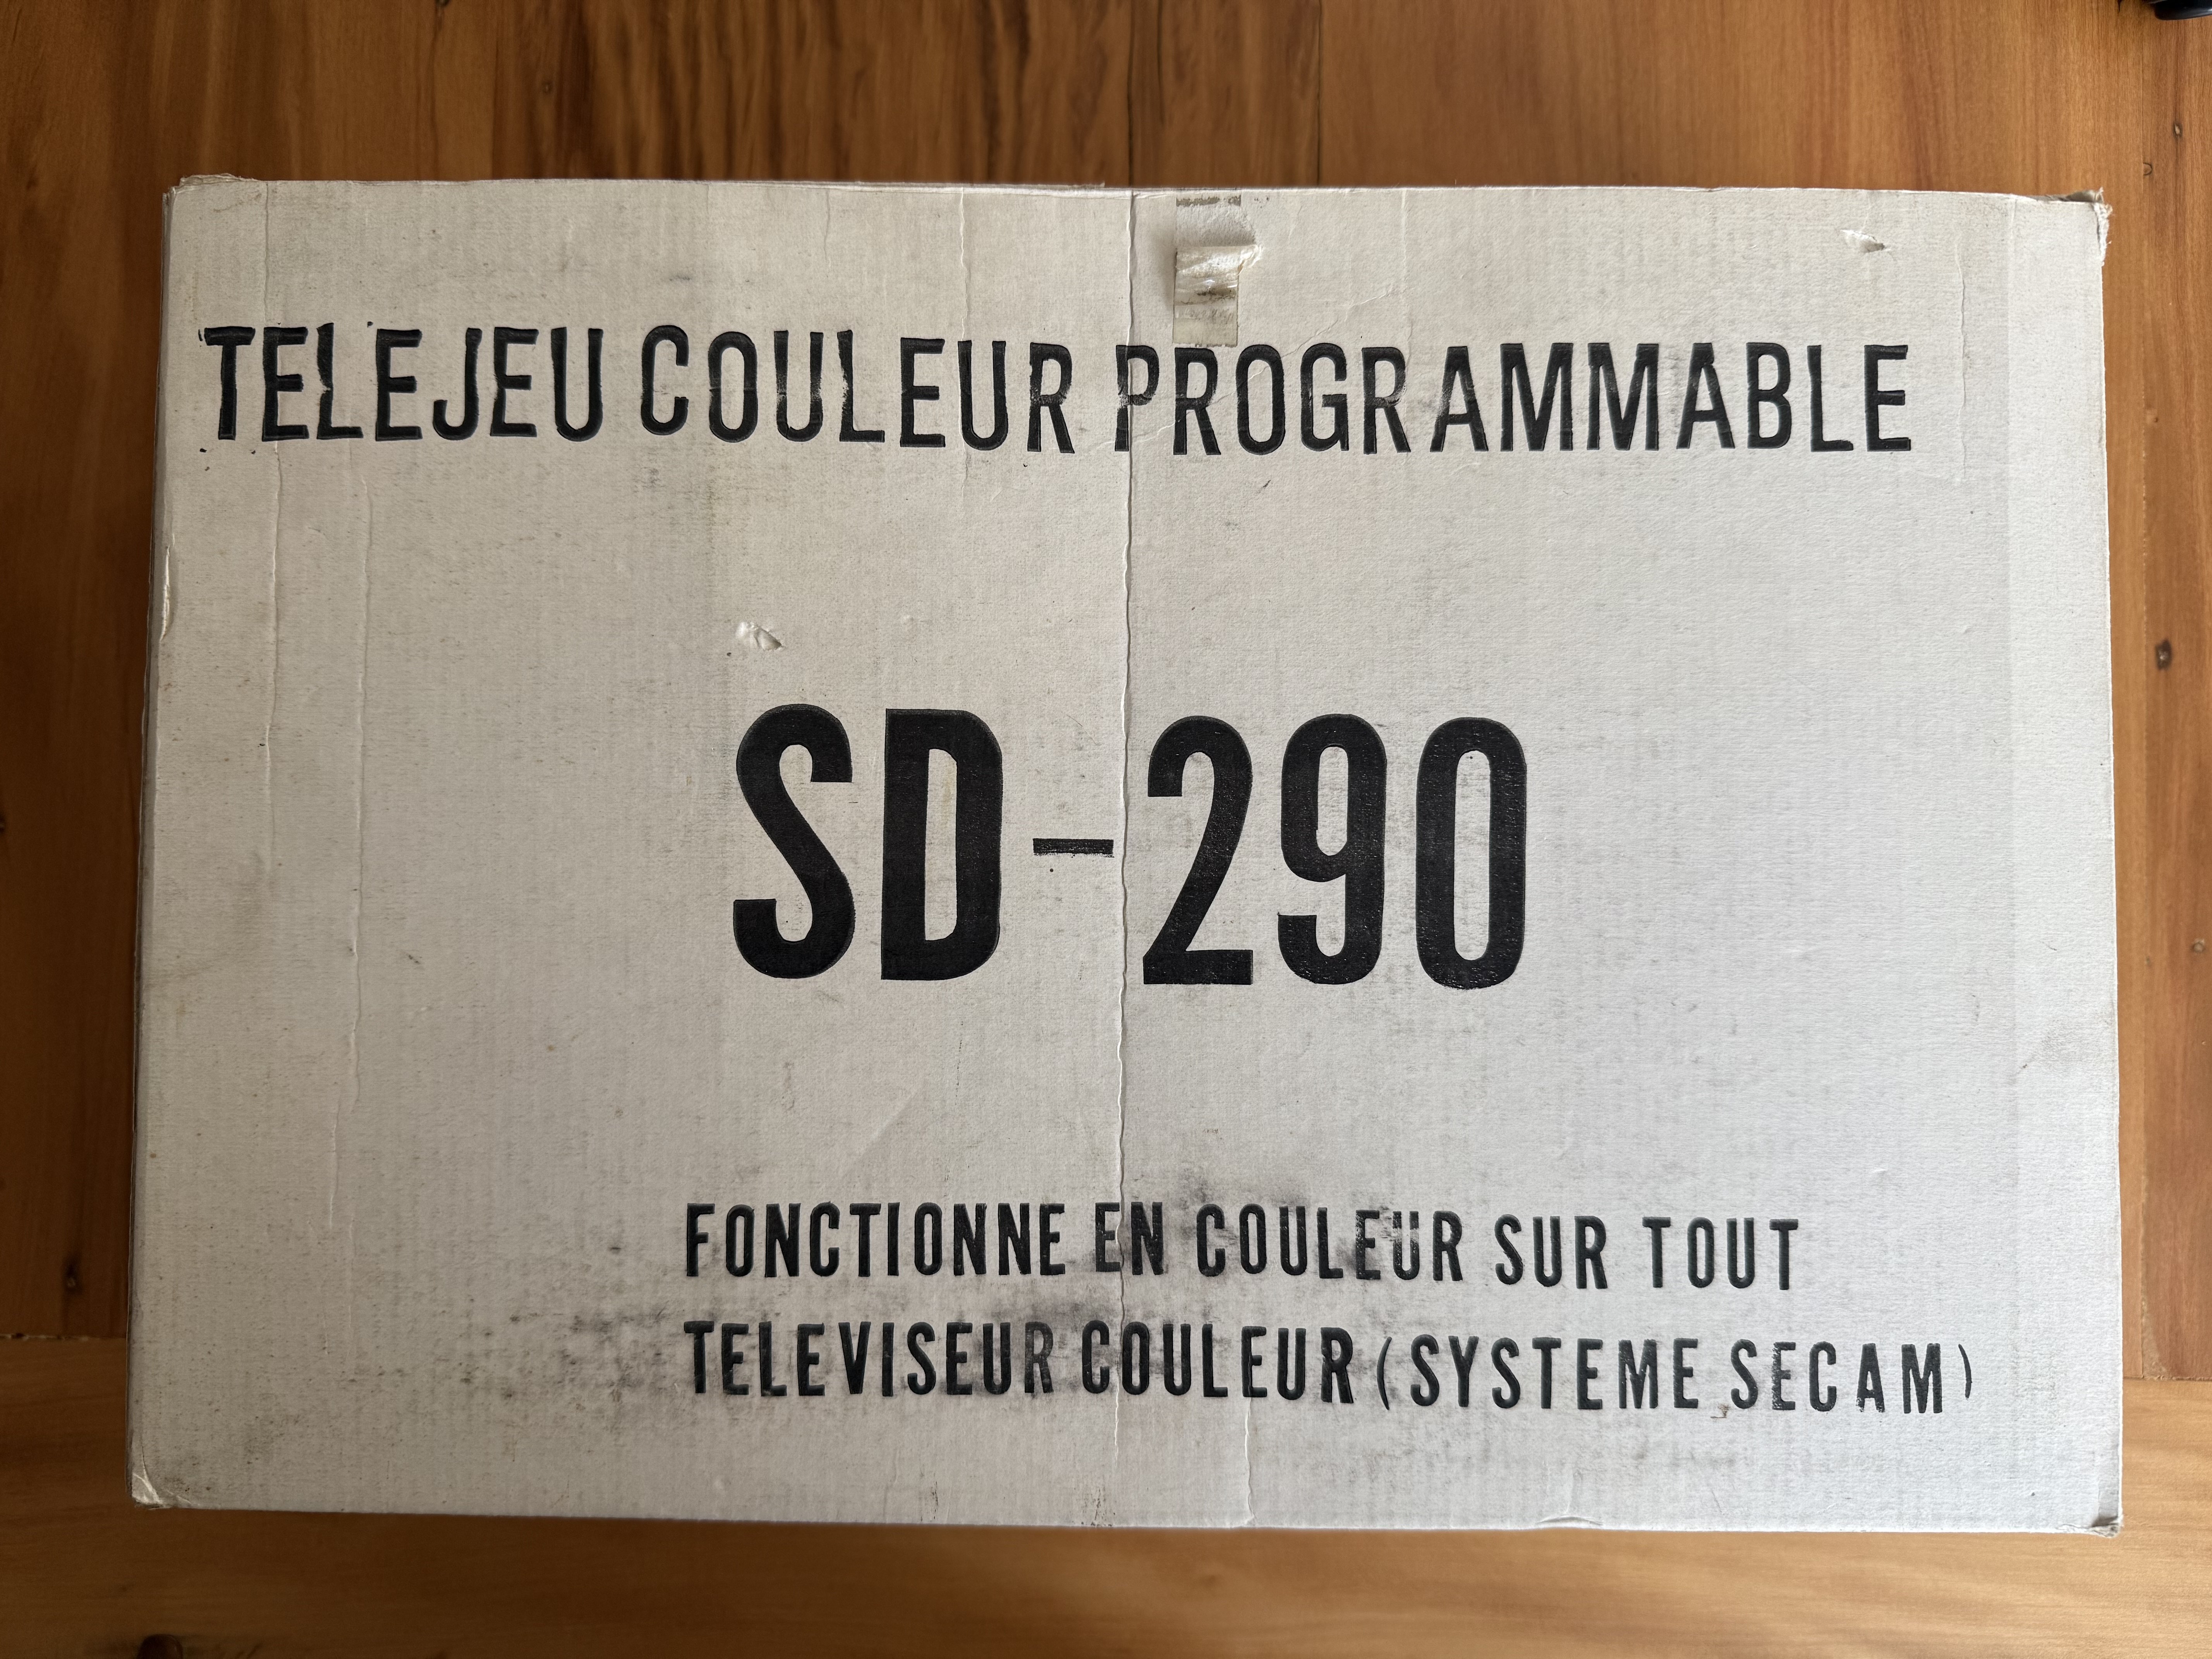 TELEJEU COULEUR PROGRAMMABLE
SD-290
FONCTIONNE EN COULEUR SUR TOUT
TELEVISEUR COULEUR (SYSTEME SECAM)